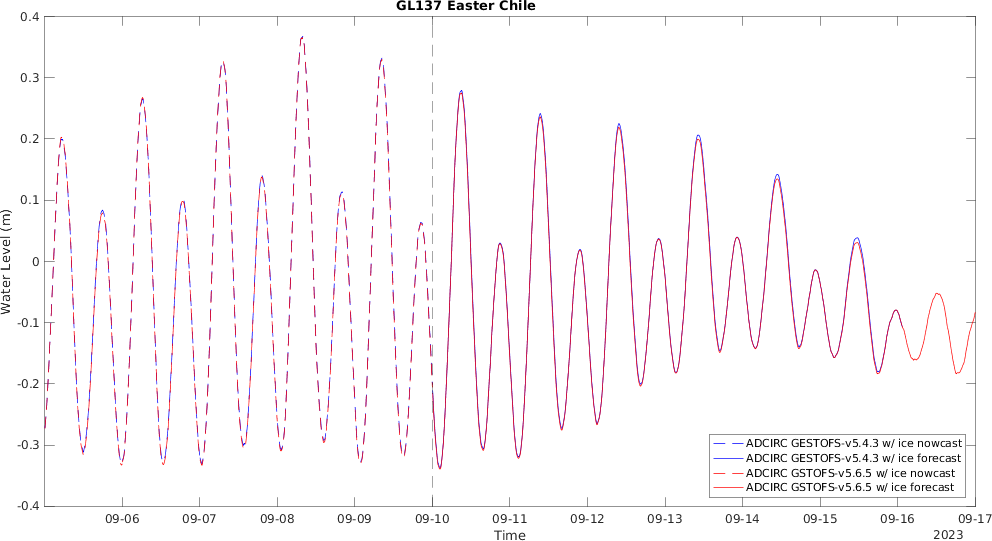 GL137 Easter Chile
Water Level (m)
0.4
0.3
0.2
0.1
0
-0.1
-0.2
-0.3
-0.4
ADCIRC GESTOFS-v5.4.3 w/ ice nowcast
ADCIRC GESTOFS-v5.4.3 w/ ice forecast
ADCIRC GSTOFS-v5.6.5 w/ ice nowcast
ADCIRC GSTOFS-v5.6.5 w/ ice forecast
09-06 09-07 09-08 09-09 09-10 09-11 09-12 09-13 09-14 09-15 09-16 09-17
Time
2023